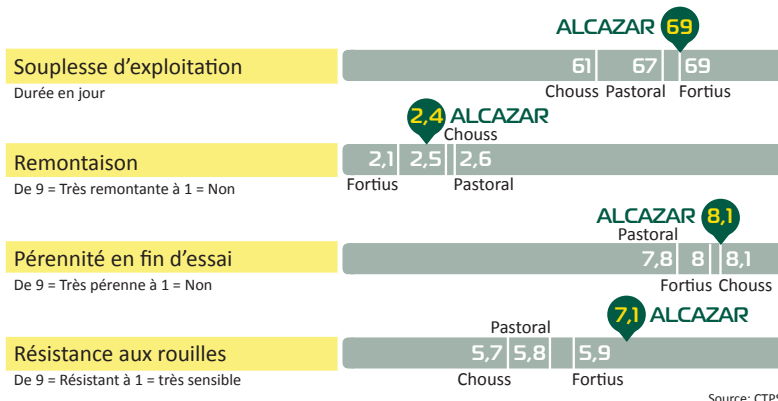 ALCAZAR 69
Souplesse d'exploitation
61 67 69
Durée en jour
Chouss Pastoral Fortius
2,4 ALCAZAR
Chouss
Remontaison
2,1 2,5 2,6
De 9 = Très remontante à 1 = Non
Fortius Pastoral
ALCAZAR 8,1
Pastoral
Pérennité en fin d'essai
7,8 8 8,1
De 9 = Très pérenne à 1 = Non
Fortius Chouss
7,1 ALCAZAR
Pastoral
Résistance aux rouilles
5,7 5,8 5,9
De 9 = Résistant à 1 = très sensible
Chouss Fortius
Source: CTPS